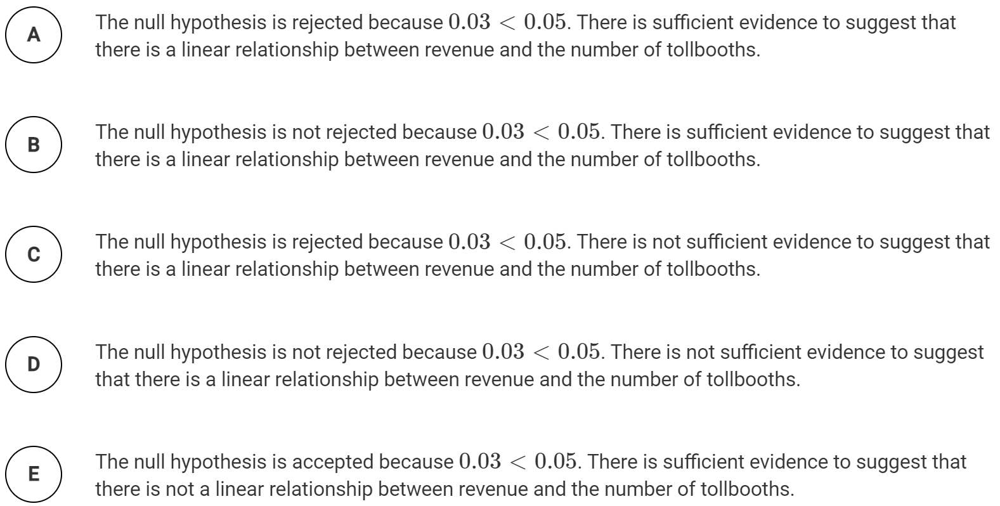 A
The null hypothesis is rejected because 0.03 < 0.05. There is sufficient evidence to suggest that
there is a linear relationship between revenue and the number of tollbooths.
B
The null hypothesis is not rejected because 0.03 < 0.05. There is sufficient evidence to suggest that
there is a linear relationship between revenue and the number of tollbooths.
C
The null hypothesis is rejected because 0.03 < 0.05. There is not sufficient evidence to suggest that
there is a linear relationship between revenue and the number of tollbooths.
D
The null hypothesis is not rejected because 0.03 < 0.05. There is not sufficient evidence to suggest
that there is a linear relationship between revenue and the number of tollbooths.
E
The null hypothesis is accepted because 0.03 < 0.05. There is sufficient evidence to suggest that
there is not a linear relationship between revenue and the number of tollbooths.